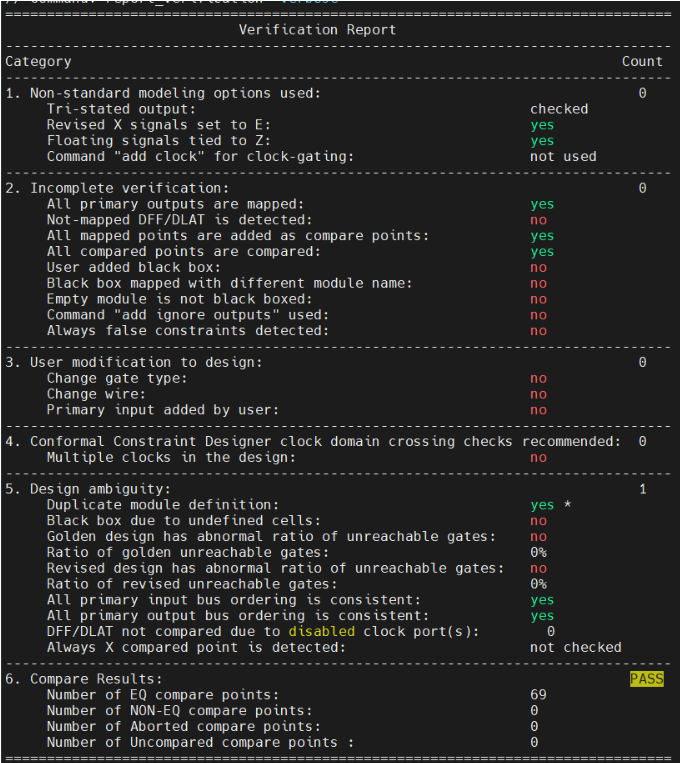 // Command: report_verification -verbose
================================================================================
Verification Report
--------------------------------------------------------------------------------
Category Count
--------------------------------------------------------------------------------
1. Non-standard modeling options used: 0
Tri-stated output: checked
Revised X signals set to E: yes
Floating signals tied to Z: yes
Command "add clock" for clock-gating: not used
--------------------------------------------------------------------------------
2. Incomplete verification: 0
All primary outputs are mapped: yes
Not-mapped DFF/DLAT is detected: no
All mapped points are added as compare points: yes
All compared points are compared: yes
User added black box: no
Black box mapped with different module name: no
Empty module is not black boxed: no
Command "add ignore outputs" used: no
Always false constraints detected: no
--------------------------------------------------------------------------------
3. User modification to design: 0
Change gate type: no
Change wire: no
Primary input added by user: no
--------------------------------------------------------------------------------
4. Conformal Constraint Designer clock domain crossing checks recommended: 0
Multiple clocks in the design: no
--------------------------------------------------------------------------------
5. Design ambiguity: 1
Duplicate module definition: yes *
Black box due to undefined cells: no
Golden design has abnormal ratio of unreachable gates: no
Ratio of golden unreachable gates: 0%
Revised design has abnormal ratio of unreachable gates: no
Ratio of revised unreachable gates: 0%
All primary input bus ordering is consistent: yes
All primary output bus ordering is consistent: yes
DFF/DLAT not compared due to disabled clock port(s): 0
Always X compared point is detected: not checked
--------------------------------------------------------------------------------
6. Compare Results: PASS
Number of EQ compare points: 69
Number of NON-EQ compare points: 0
Number of Aborted compare points: 0
Number of Uncompared compare points : 0
================================================================================